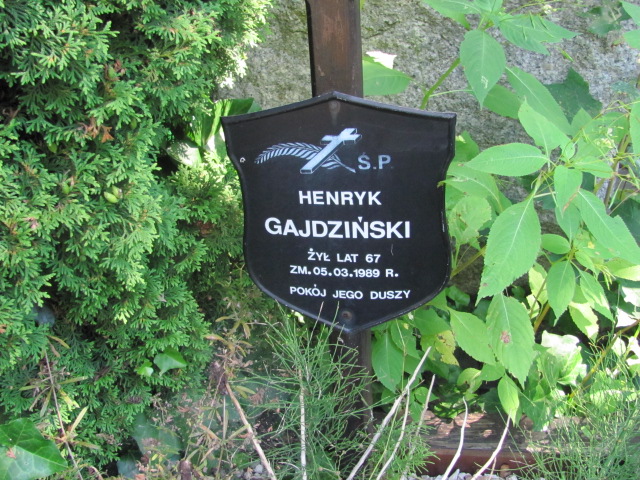 Ś.P.
HENRYK
GAJDZIŃSKI
ŻYŁ LAT 67
ZM. 05.03.1989 R.
POKÓJ JEGO DUSZY